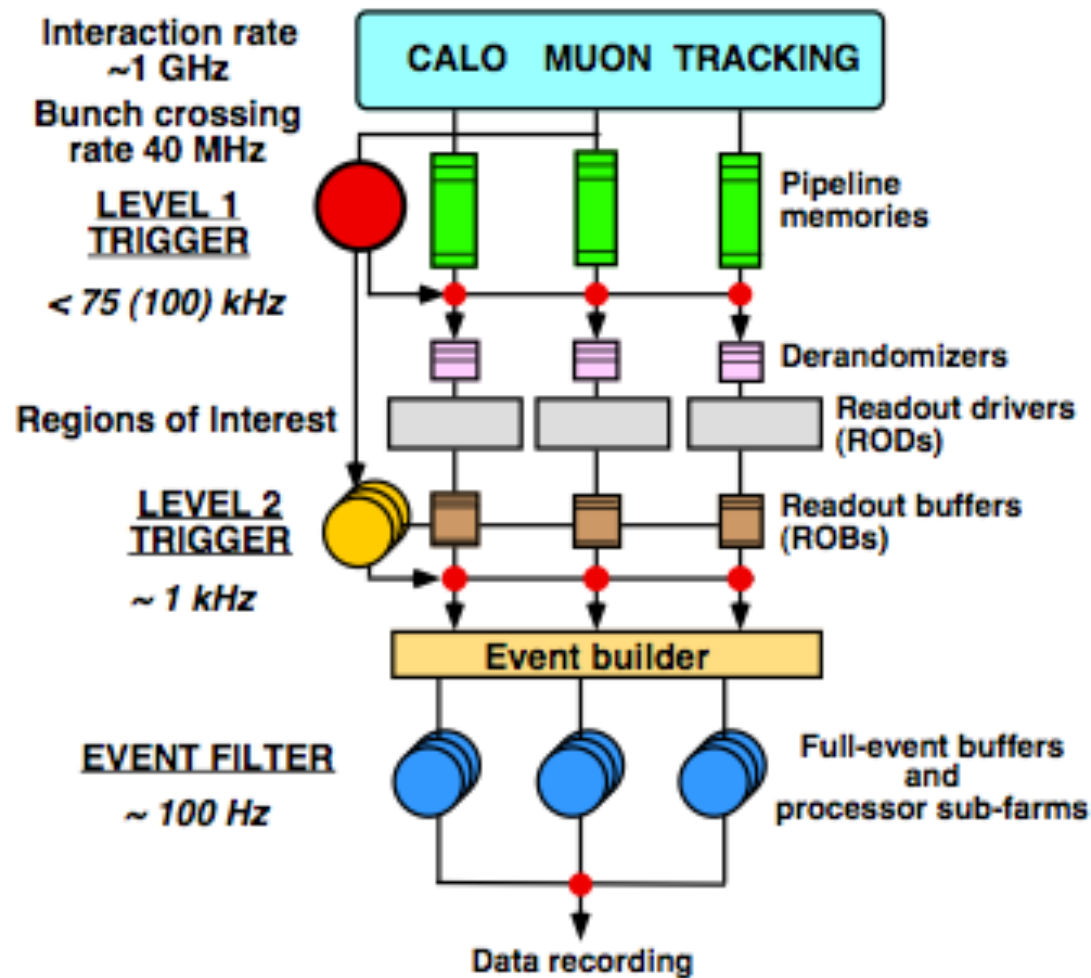 Interaction rate
~1 GHz
CALO MUON TRACKING
Bunch crossing
rate 40 MHz
LEVEL 1
TRIGGER
Pipeline
memories
< 75 (100) kHz
Derandomizers
Regions of Interest
Readout drivers
(RODs)
LEVEL 2
TRIGGER
Readout buffers
(ROBs)
~ 1 kHz
Event builder
EVENT FILTER
~ 100 Hz
Full-event buffers
and
processor sub-farms
Data recording